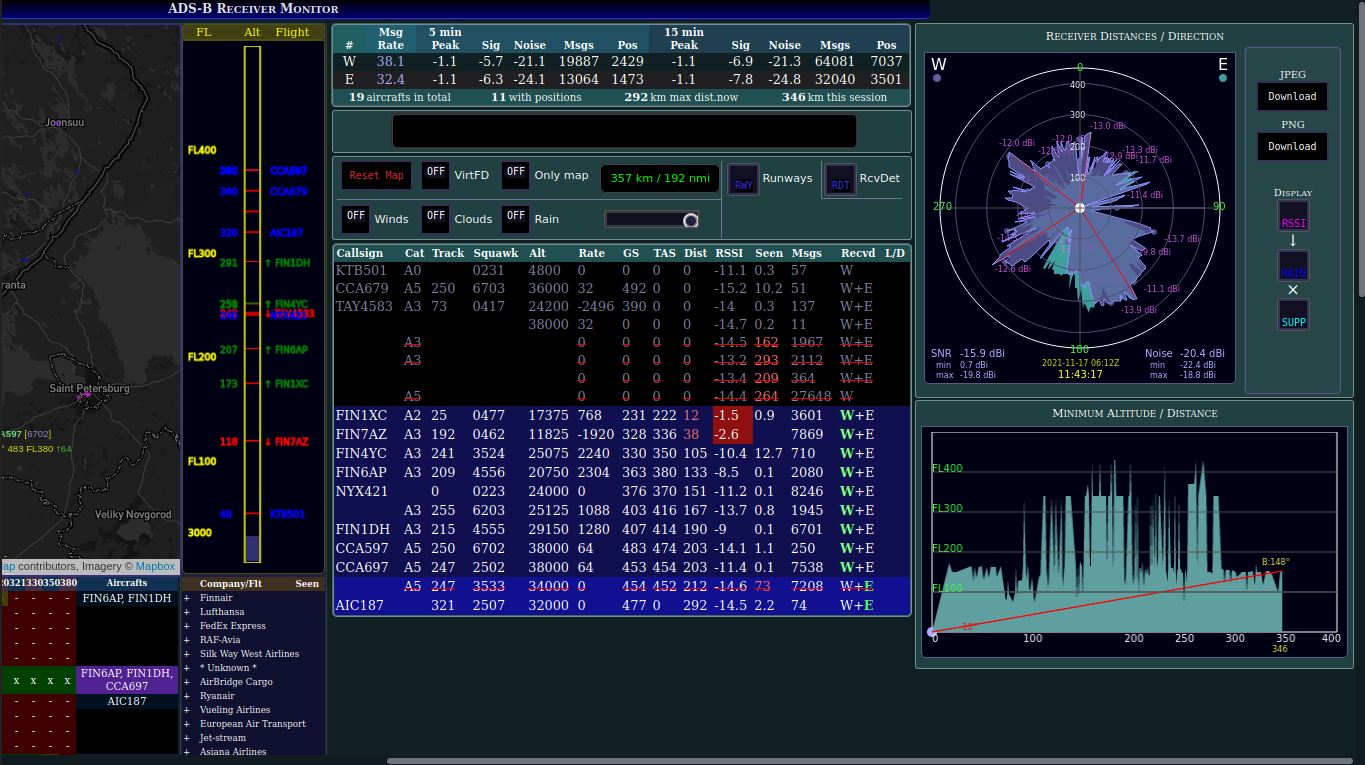 ADS-B Receiver Monitor
Joensuu
ranta
Saint Petersburg
597 [6702]
483 FL380 ↑64
Veliky Novgorod
contributors, Imagery © Mapbox
FL Alt Flight
FL400
380 CCA697
360 CCA679
320 AIC187
FL300
291 ↑ FIN1DH
FIN4YC
↓ TAY4583
FL200
207 ↑ FIN6AP
173 ↑ FIN1XC
118 ↓ FIN7AZ
FL100
48 KTB501
3000
321 330 350 380 Aircrafts
- - - - FIN6AP, FIN1DH
- - - -
- - - -
- - - -
- - - -
x x x x FIN6AP, FIN1DH, CCA697
- - - - AIC187
- - - -
- - - -
- - - -
Company/Flt Seen
+ Finnair
+ Lufthansa
+ FedEx Express
+ RAF-Avia
+ Silk Way West Airlines
+ * Unknown *
+ AirBridge Cargo
+ Ryanair
+ Vueling Airlines
+ European Air Transport
+ Jet-stream
+ Asiana Airlines
Msg 5 min 15 min
# Rate Peak Sig Noise Msgs Pos Peak Sig Noise Msgs Pos
W 38.1 -1.1 -5.7 -21.1 19887 2429 -1.1 -6.9 -21.3 64081 7037
E 32.4 -1.1 -6.3 -24.1 13064 1473 -1.1 -7.8 -24.8 32040 3501
19 aircrafts in total 11 with positions 292 km max dist.now 346 km this session
Reset Map OFF VirtFD OFF Only map 357 km / 192 nmi RWY Runways RDT RcvDet
OFF Winds OFF Clouds OFF Rain
Callsign Cat Track Squawk Alt Rate GS TAS Dist RSSI Seen Msgs Recvd L/D
KTB501 A0 0231 4800 0 0 0 0 -11.1 0.3 57 W
CCA679 A5 250 6703 36000 32 492 0 0 -15.2 10.2 51 W+E
TAY4583 A3 73 0417 24200 -2496 390 0 0 -14 0.3 137 W+E
38000 32 0 0 0 -14.7 0.2 11 W+E
A3 0 0 0 0 -14.5 162 1967 W+E
A3 0 0 0 0 -13.2 293 2112 W+E
0 0 0 0 -13.4 209 364 W+E
A5 0 0 0 0 -14.4 264 27648 W
FIN1XC A2 25 0477 17375 768 231 222 12 -1.5 0.9 3601 W+E
FIN7AZ A3 192 0462 11825 -1920 328 336 38 -2.6 7869 W+E
FIN4YC A3 241 3524 25075 2240 330 350 105 -10.4 12.7 710 W+E
FIN6AP A3 209 4556 20750 2304 363 380 133 -8.5 0.1 2080 W+E
NYX421 0 0223 24000 0 376 370 151 -11.2 0.1 8246 W+E
A3 255 6203 25125 1088 403 416 167 -13.7 0.8 1945 W+E
FIN1DH A3 215 4555 29150 1280 407 414 190 -9 0.1 6701 W+E
CCA597 A5 250 6702 38000 64 483 474 203 -14.1 1.1 250 W+E
CCA697 A5 247 2502 38000 64 453 454 203 -11.4 0.1 7538 W+E
A5 247 3533 34000 0 454 452 212 -14.6 73 7208 W+E
AIC187 321 2507 32000 0 477 0 292 -14.5 2.2 74 W+E
Receiver Distances / Direction
W E
0
400
300
200
100
270
90
180
-13.0 dBi
-12.0 dBi
-11.7 dBi
-11.4 dBi
-13.7 dBi
-9.8 dBi
-11.1 dBi
-13.9 dBi
-12.6 dBi
SNR -15.9 dBi
min 0.7 dBi
max -19.8 dBi
2021-11-17 06:12Z
11:43:17
Noise -20.4 dBi
min -22.4 dBi
max -18.8 dBi
JPEG
Download
PNG
Download
Display
RSSI
↓
MAIN
×
SUPP
Minimum Altitude / Distance
FL400
FL300
FL200
FL100
B:148°
10
0 100 200 250 300 350 400
346